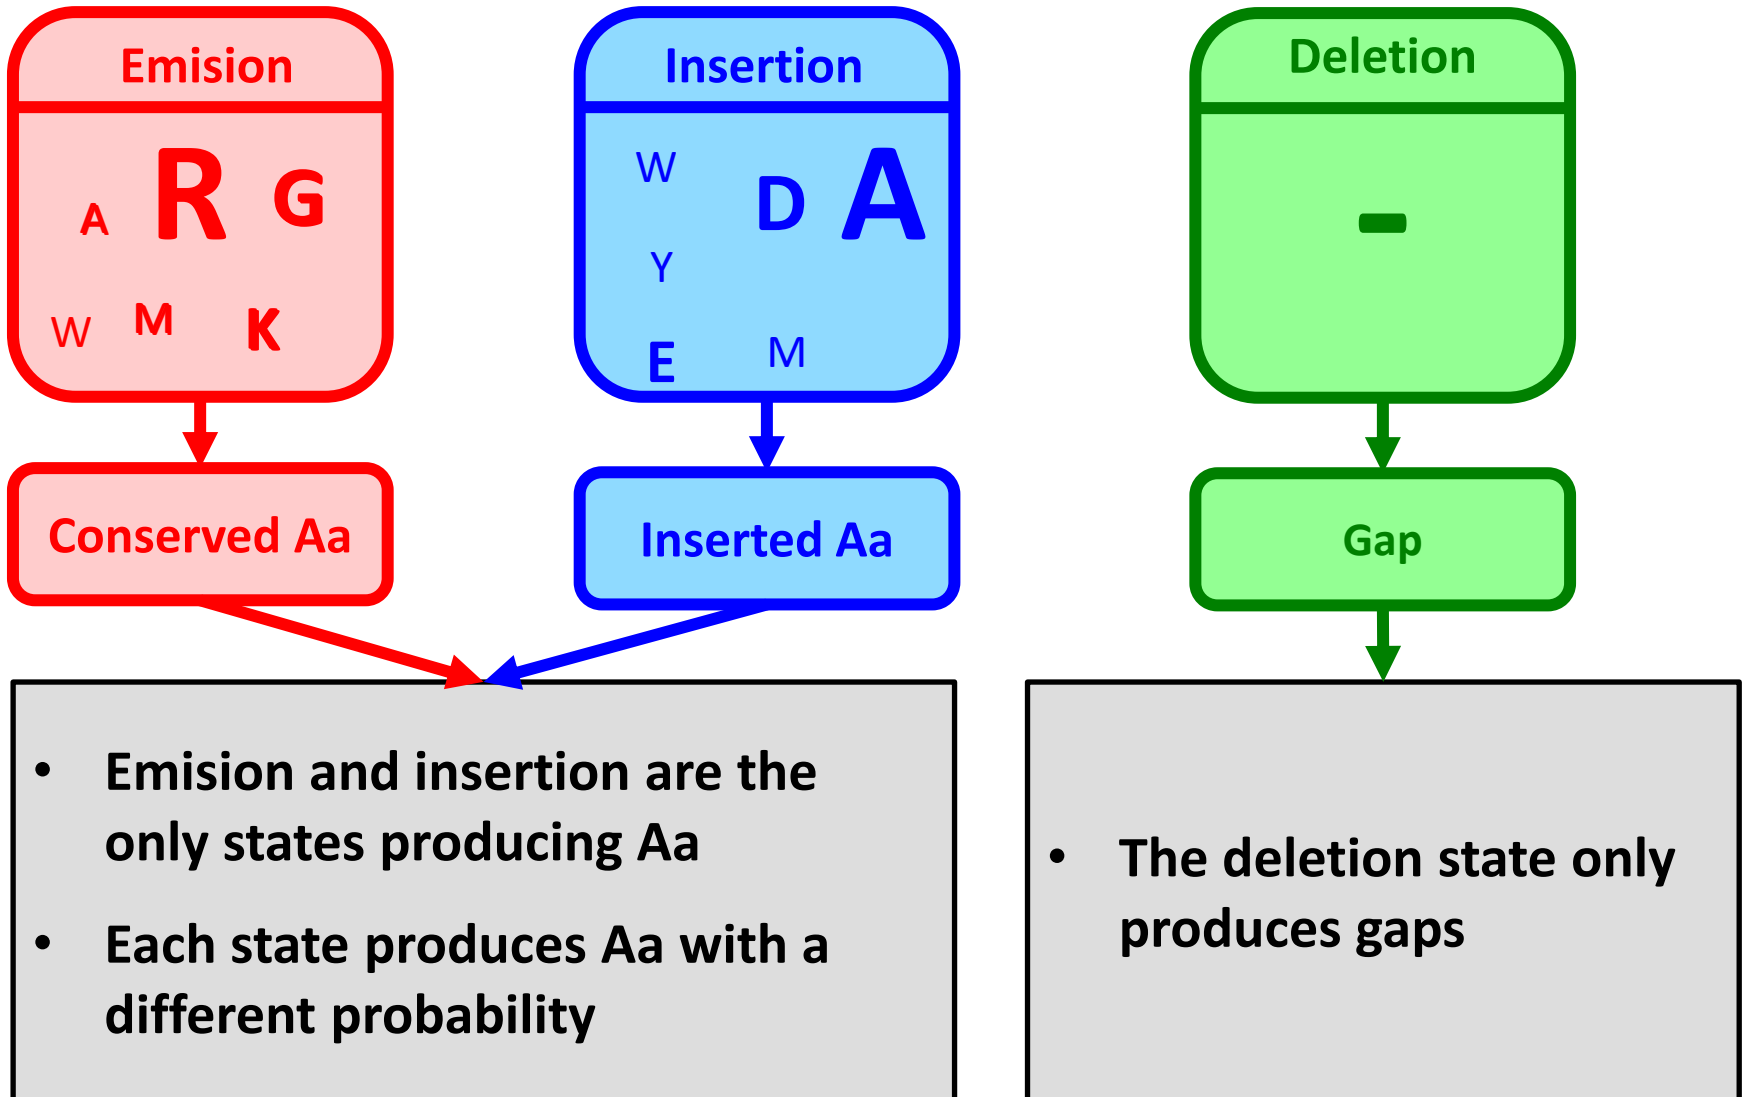 Emision
A R G
W M K
Conserved Aa
Insertion
W D A
Y
E M
Inserted Aa
Deletion
-
Gap
• Emision and insertion are the
only states producing Aa
• Each state produces Aa with a
different probability
• The deletion state only
produces gaps